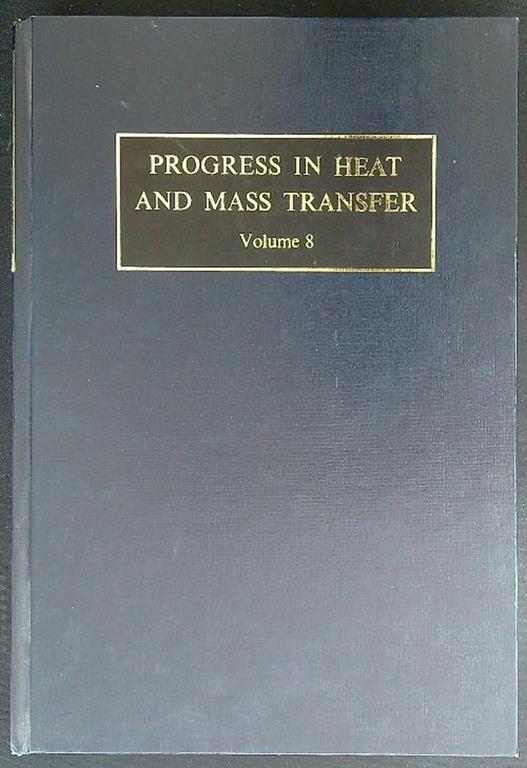 PROGRESS IN HEAT
AND MASS TRANSFER
Volume 8